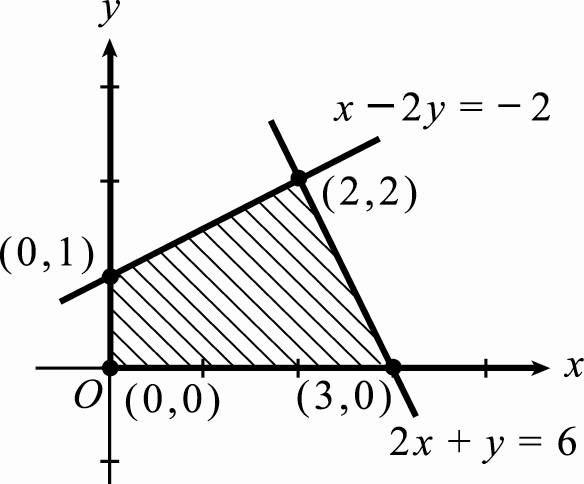 y
x − 2y = −2
(2,2)
(0,1)
x
O
(0,0)
(3,0)
2x + y = 6